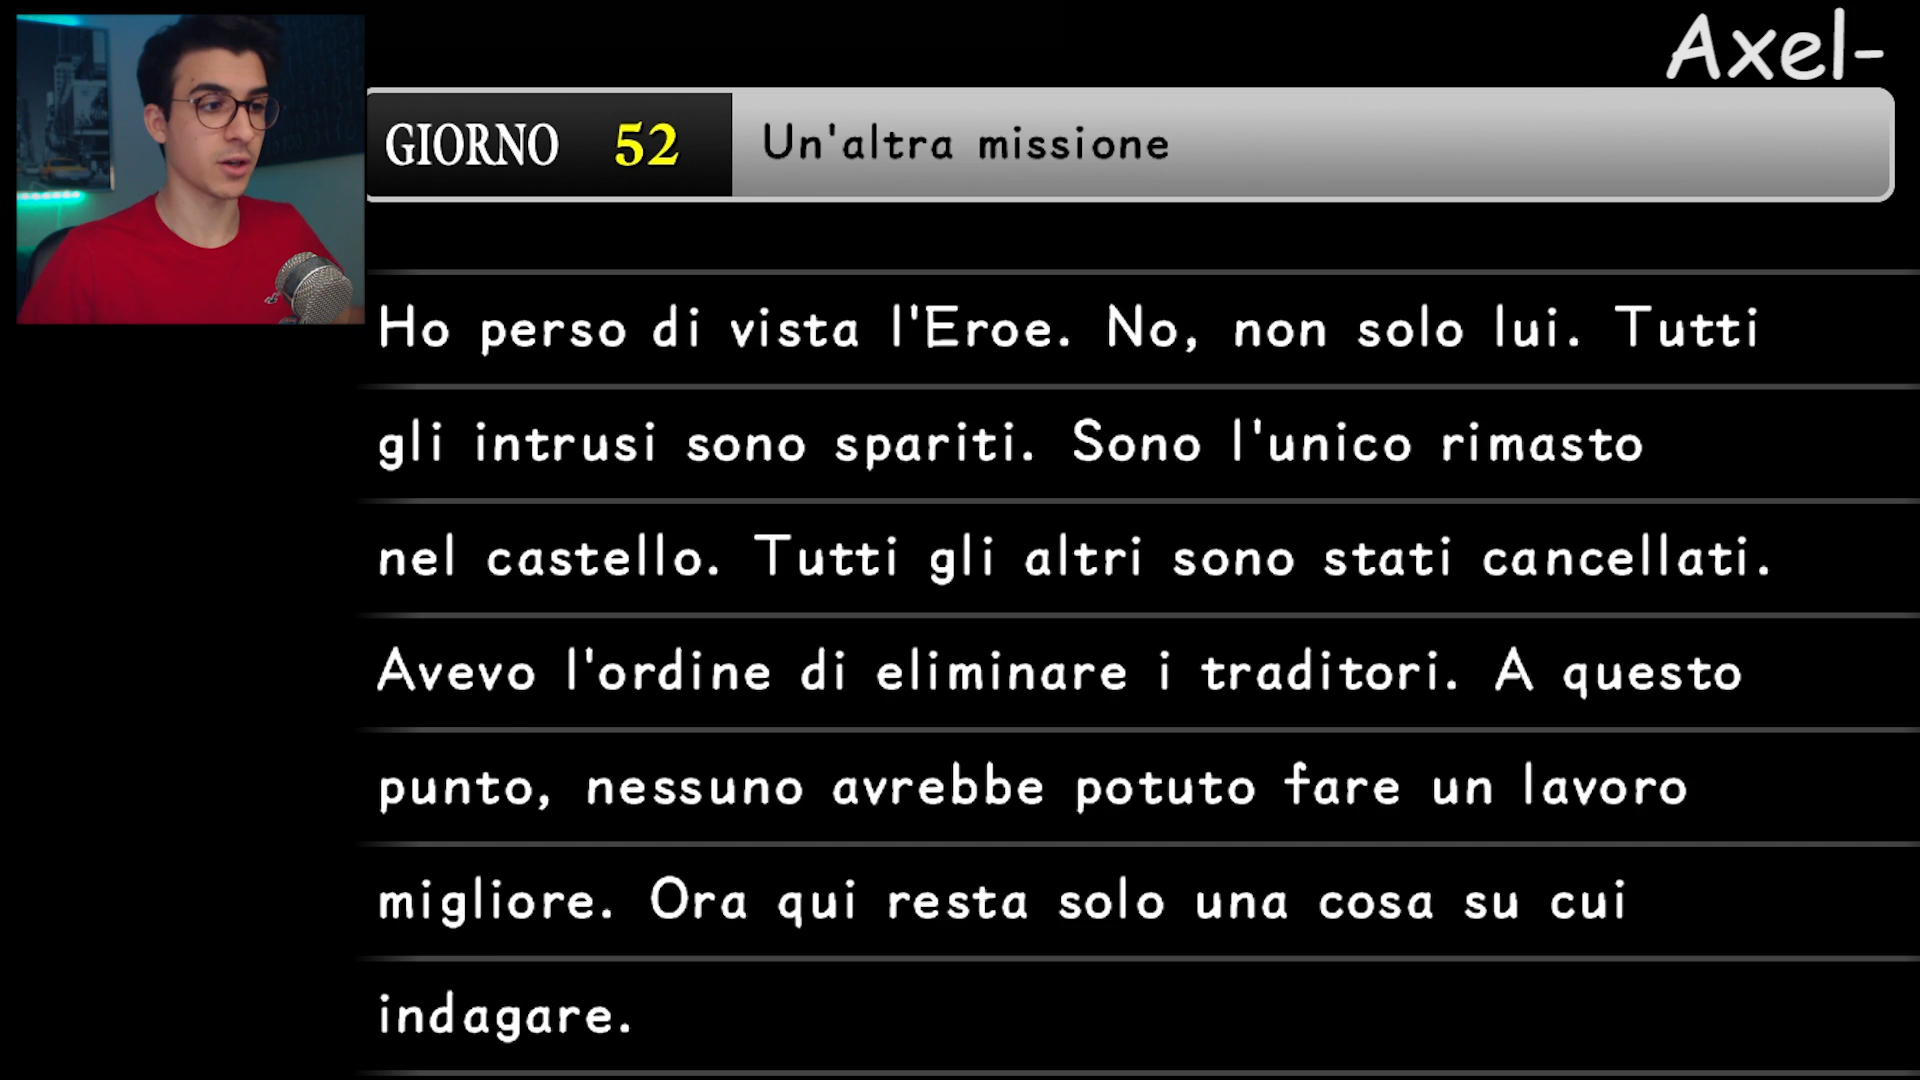 Axel-
GIORNO 52 Un'altra missione
Ho perso di vista l'Eroe. No, non solo lui. Tutti
gli intrusi sono spariti. Sono l'unico rimasto
nel castello. Tutti gli altri sono stati cancellati.
Avevo l'ordine di eliminare i traditori. A questo
punto, nessuno avrebbe potuto fare un lavoro
migliore. Ora qui resta solo una cosa su cui
indagare.